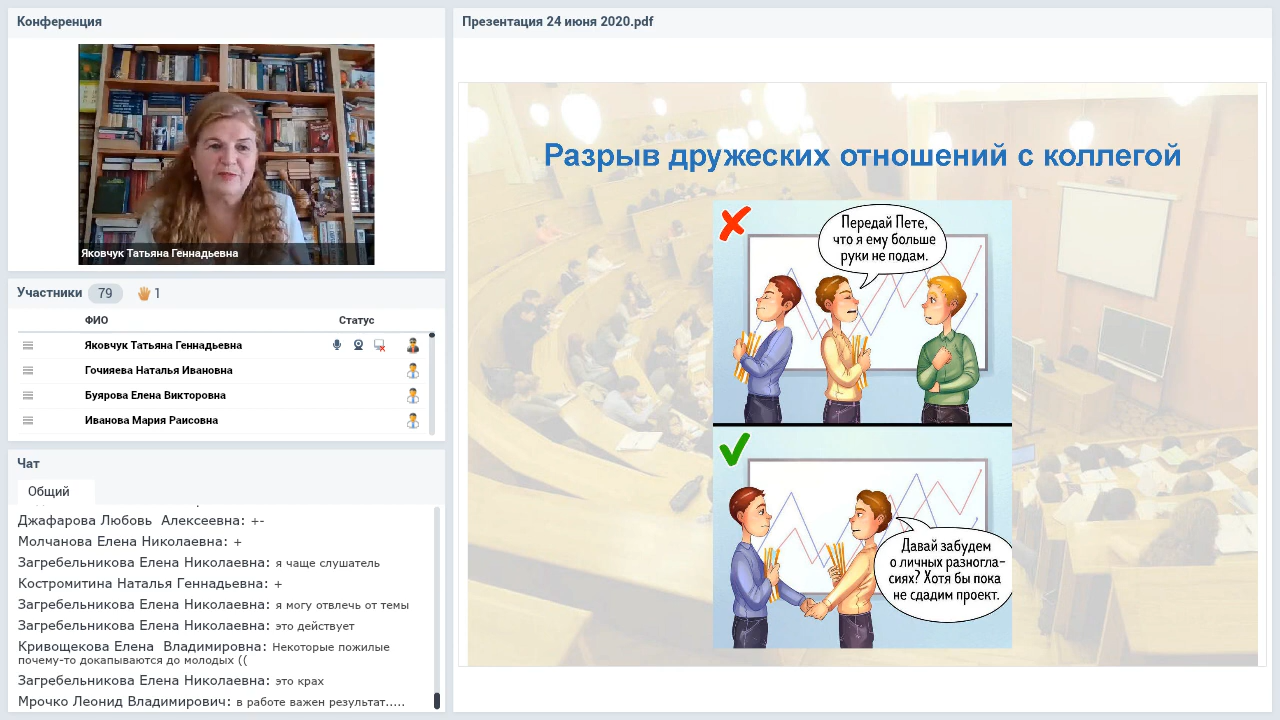 Конференция
Яковчук Татьяна Геннадьевна
Участники 79 1
ФИО Статус
Яковчук Татьяна Геннадьевна
Гочияева Наталья Ивановна
Буярова Елена Викторовна
Иванова Мария Раисовна
Чат
Общий
Джафарова Любовь Алексеевна: +-
Молчанова Елена Николаевна: +
Загребельникова Елена Николаевна: я чаще слушатель
Костромитина Наталья Геннадьевна: +
Загребельникова Елена Николаевна: я могу отвлечь от темы
Загребельникова Елена Николаевна: это действует
Кривощекова Елена Владимировна: Некоторые пожилые
почему-то докапываются до молодых ((
Загребельникова Елена Николаевна: это крах
Мрочко Леонид Владимирович: в работе важен результат.....
Презентация 24 июня 2020.pdf
Разрыв дружеских отношений с коллегой
Передай Пете,
что я ему больше
руки не подам.
Давай забудем
о личных разногла-
сиях? Хотя бы пока
не сдадим проект.